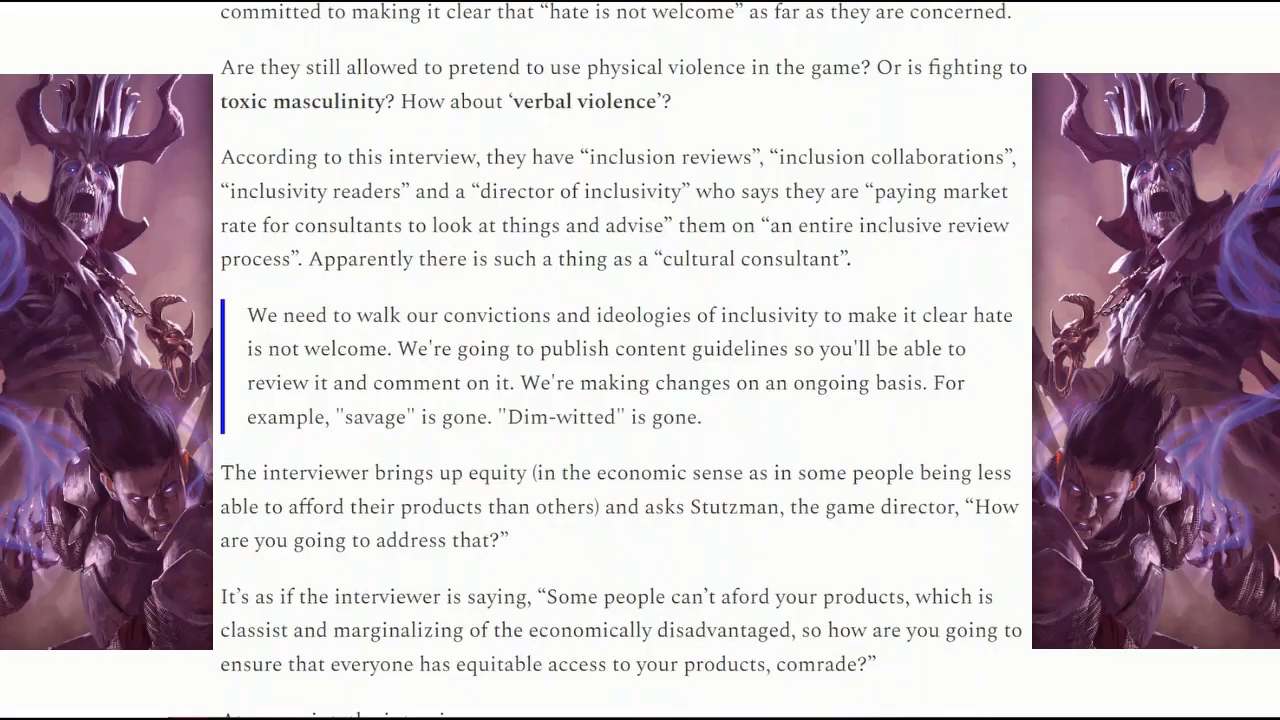 committed to making it clear that “hate is not welcome” as far as they are concerned.
Are they still allowed to pretend to use physical violence in the game? Or is fighting to
toxic masculinity? How about ‘verbal violence’?
According to this interview, they have “inclusion reviews”, “inclusion collaborations”,
“inclusivity readers” and a “director of inclusivity” who says they are “paying market
rate for consultants to look at things and advise” them on “an entire inclusive review
process”. Apparently there is such a thing as a “cultural consultant”.
We need to walk our convictions and ideologies of inclusivity to make it clear hate
is not welcome. We're going to publish content guidelines so you'll be able to
review it and comment on it. We're making changes on an ongoing basis. For
example, "savage" is gone. "Dim-witted" is gone.
The interviewer brings up equity (in the economic sense as in some people being less
able to afford their products than others) and asks Stutzman, the game director, “How
are you going to address that?”
It’s as if the interviewer is saying, “Some people can’t aford your products, which is
classist and marginalizing of the economically disadvantaged, so how are you going to
ensure that everyone has equitable access to your products, comrade?”